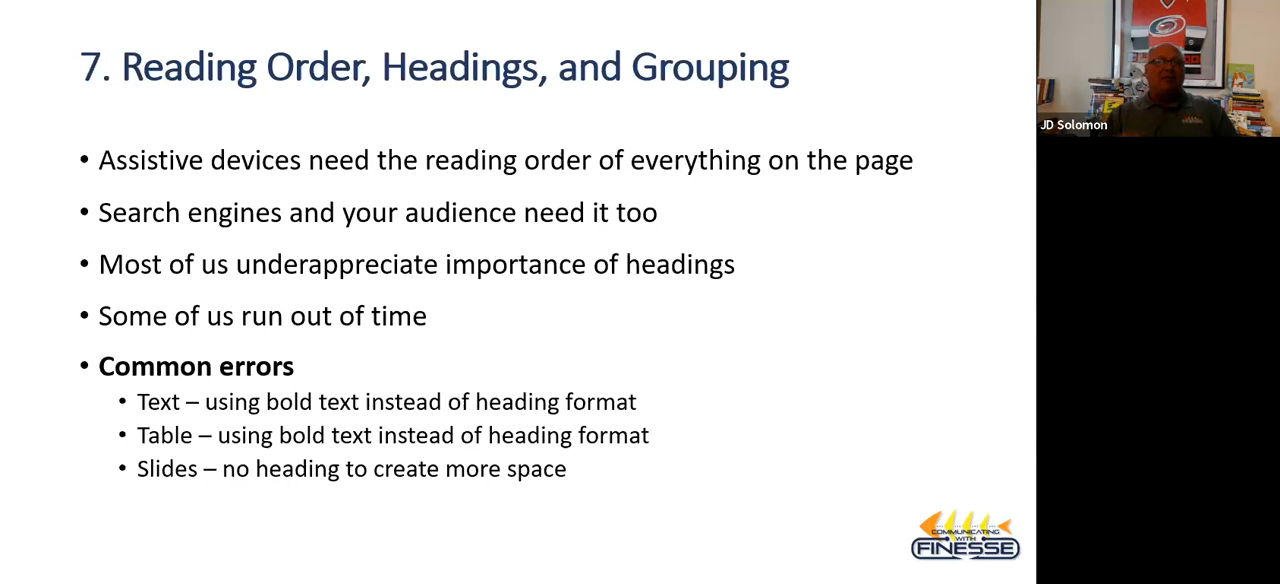 7. Reading Order, Headings, and Grouping
• Assistive devices need the reading order of everything on the page
• Search engines and your audience need it too
• Most of us underappreciate importance of headings
• Some of us run out of time
• Common errors
• Text – using bold text instead of heading format
• Table – using bold text instead of heading format
• Slides – no heading to create more space
JD Solomon
COMMUNICATING
WITH
FINESSE